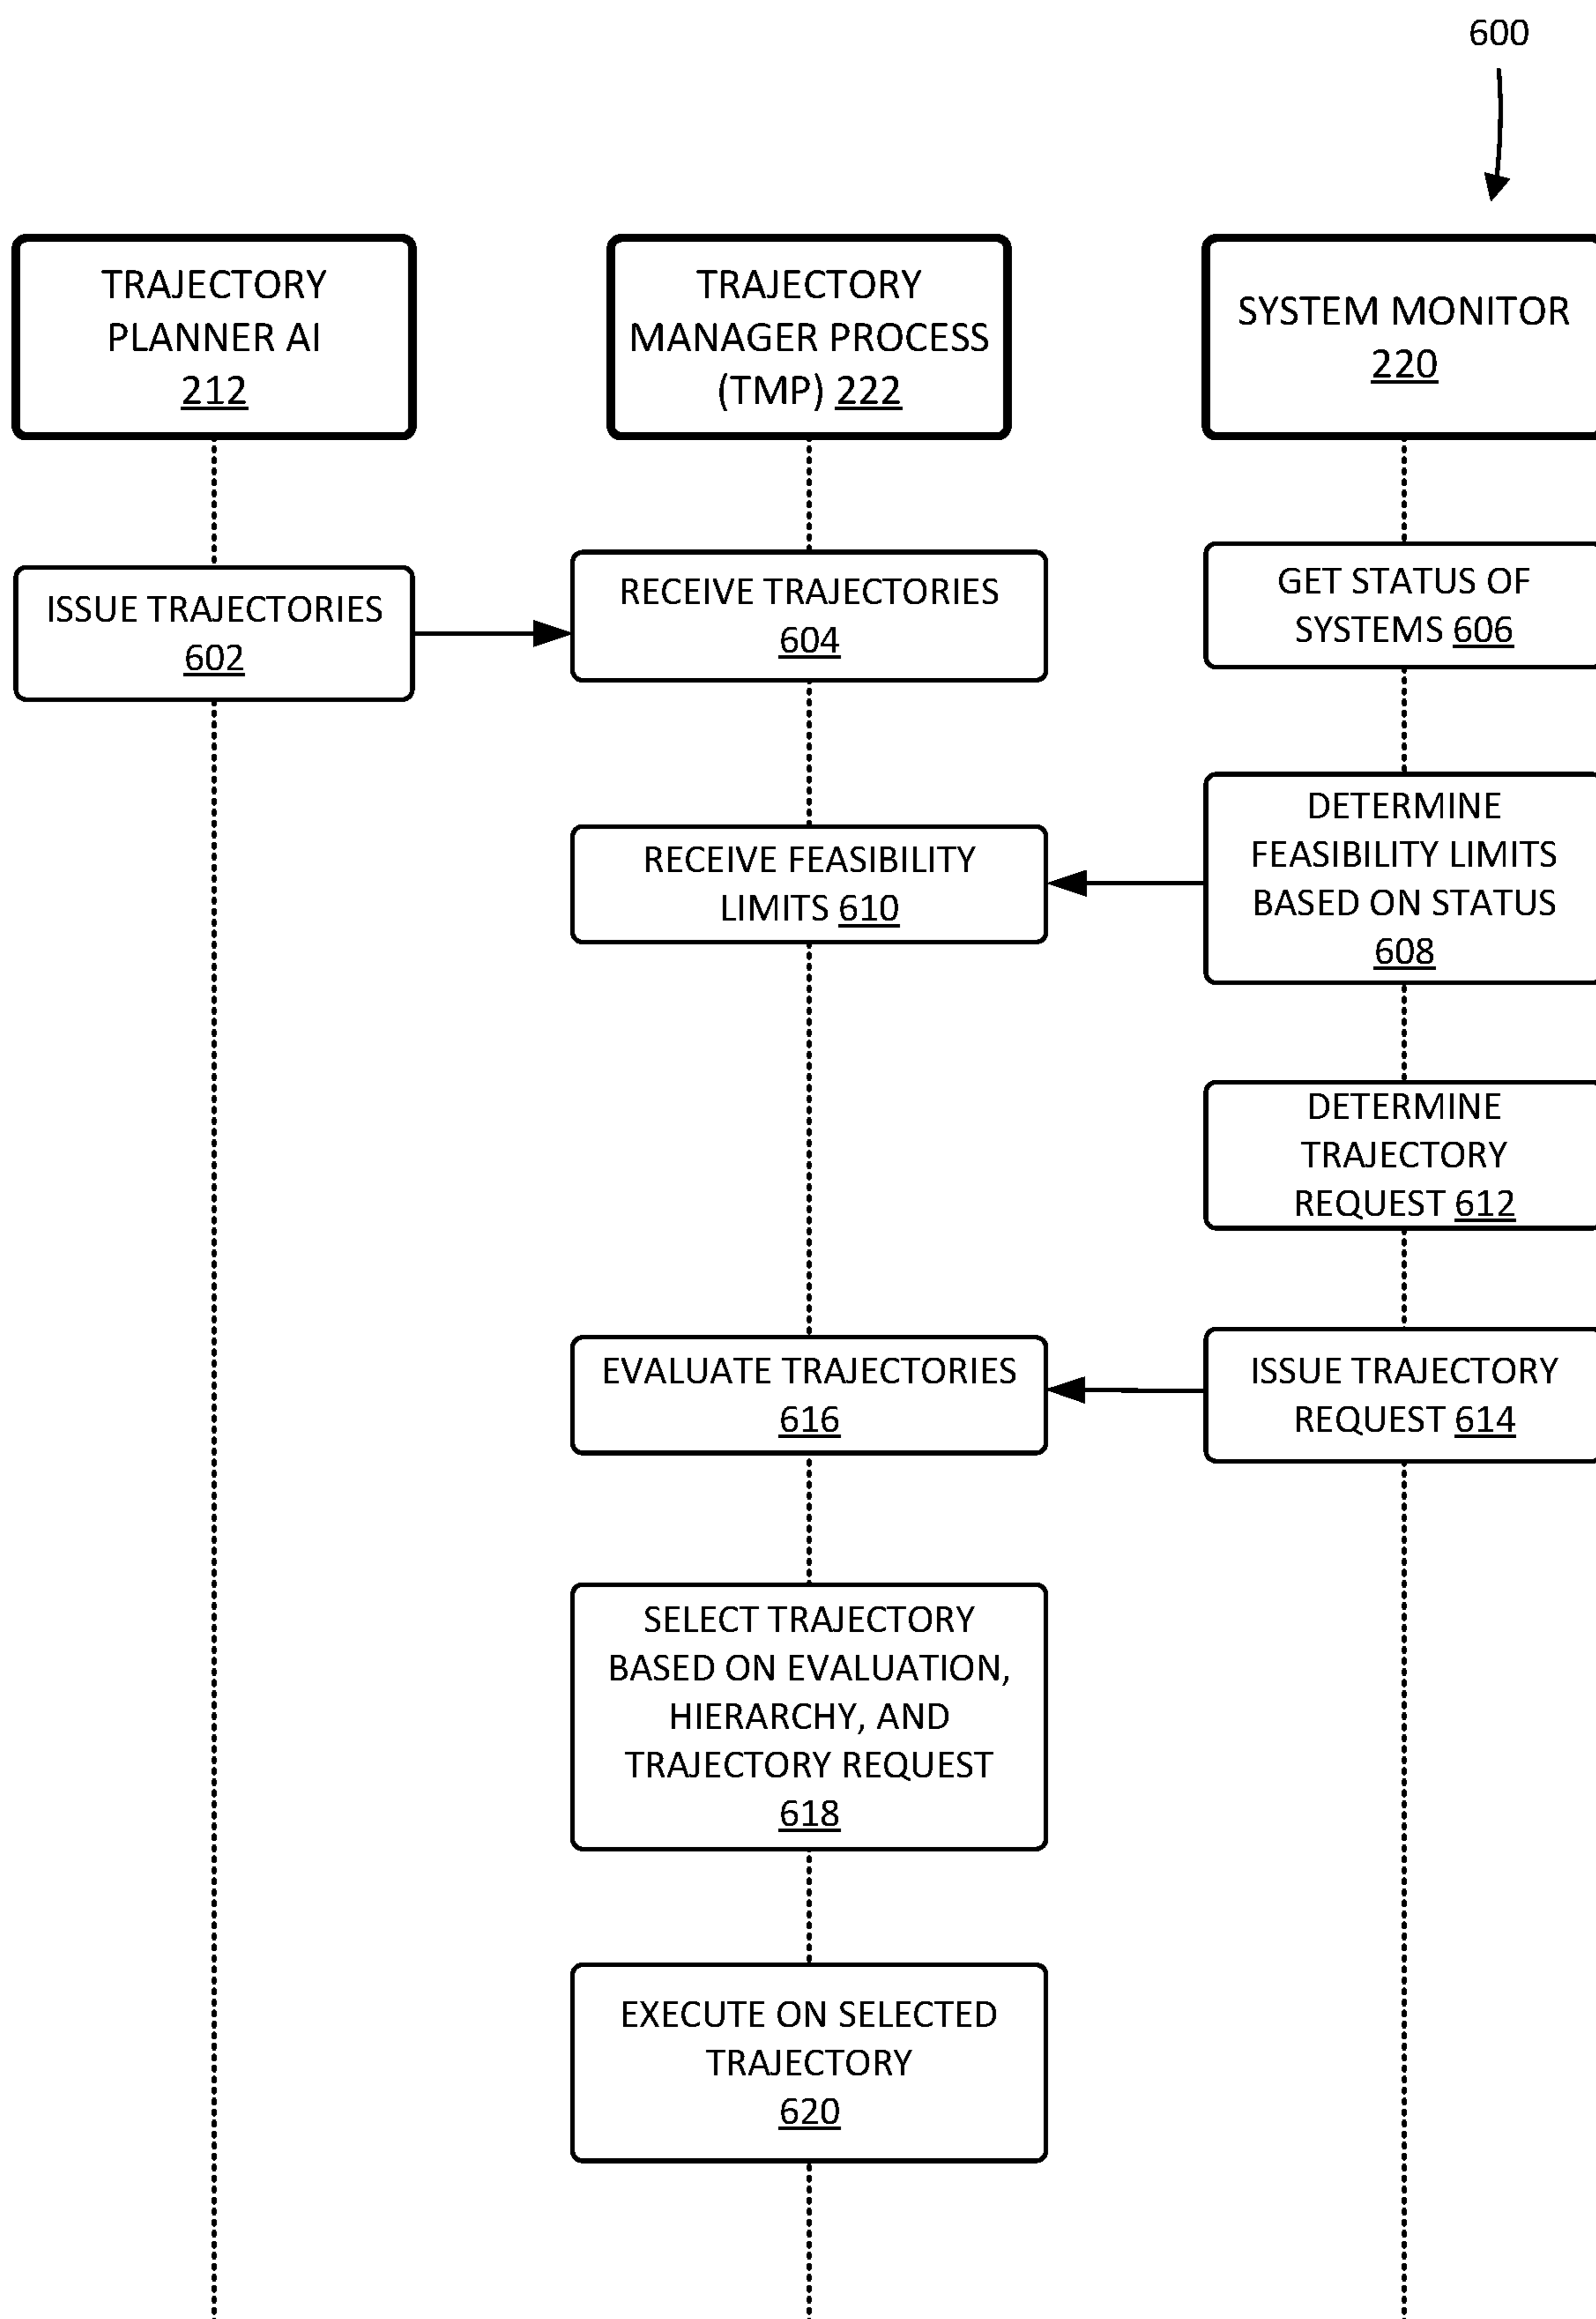 600
TRAJECTORY
PLANNER AI
212
TRAJECTORY
MANAGER PROCESS
(TMP) 222
SYSTEM MONITOR
220
ISSUE TRAJECTORIES
602
RECEIVE TRAJECTORIES
604
GET STATUS OF
SYSTEMS 606
DETERMINE
FEASIBILITY LIMITS
BASED ON STATUS
608
RECEIVE FEASIBILITY
LIMITS 610
DETERMINE
TRAJECTORY
REQUEST 612
ISSUE TRAJECTORY
REQUEST 614
EVALUATE TRAJECTORIES
616
SELECT TRAJECTORY
BASED ON EVALUATION,
HIERARCHY, AND
TRAJECTORY REQUEST
618
EXECUTE ON SELECTED
TRAJECTORY
620